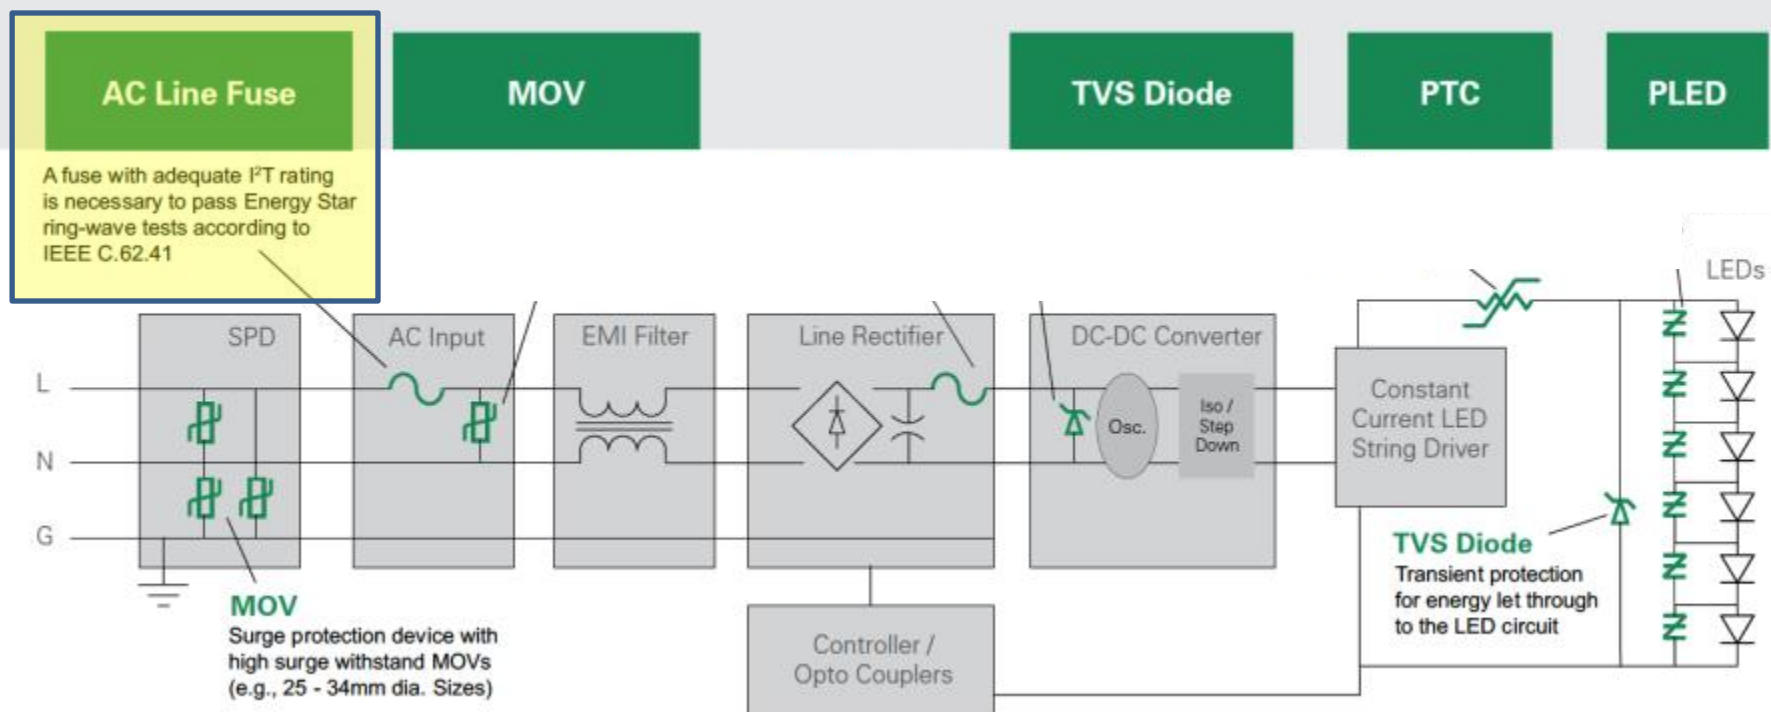 AC Line Fuse
MOV
TVS Diode
PTC
PLED
A fuse with adequate I²T rating
is necessary to pass Energy Star
ring-wave tests according to
IEEE C.62.41
LEDs
SPD
AC Input
EMI Filter
Line Rectifier
DC-DC Converter
L
N
G
Osc.
Iso /
Step
Down
Constant
Current LED
String Driver
MOV
Surge protection device with
high surge withstand MOVs
(e.g., 25 - 34mm dia. Sizes)
TVS Diode
Transient protection
for energy let through
to the LED circuit
Controller /
Opto Couplers